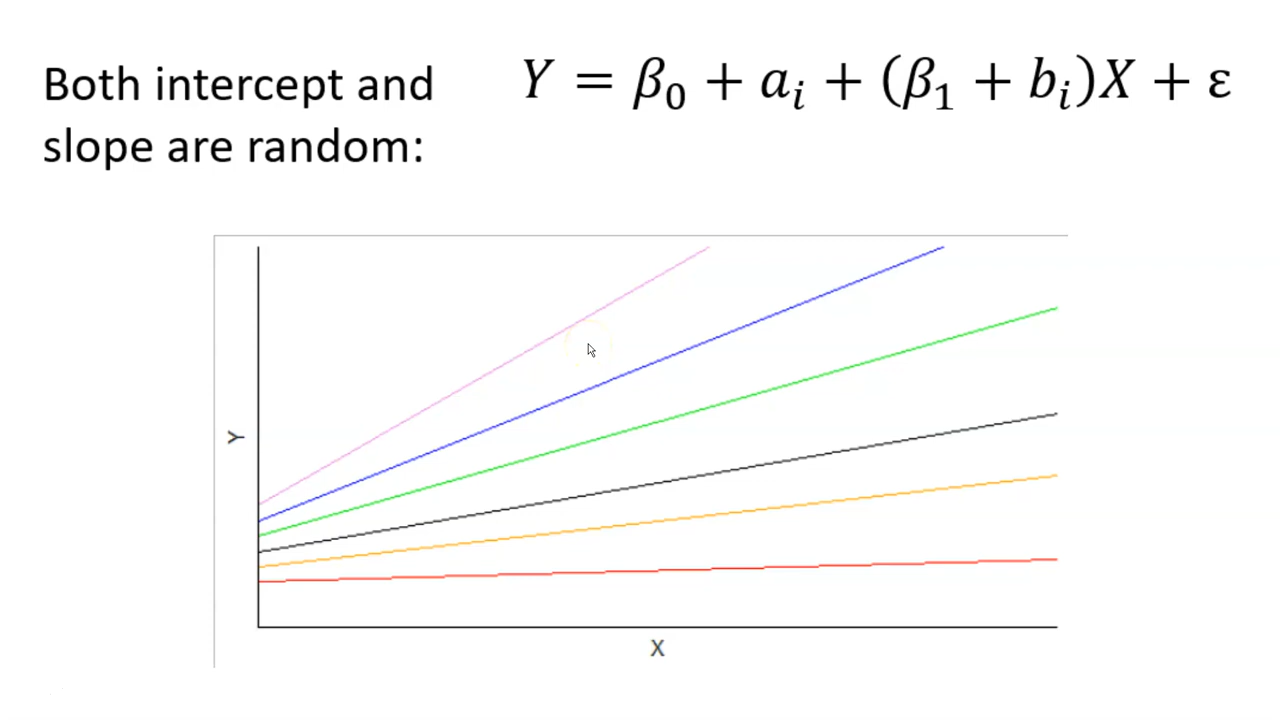 Both intercept and
slope are random:
𝑌 = 𝛽₀ + 𝑎ᵢ + (𝛽₁ + 𝑏ᵢ)𝑋 + ε
Y
X